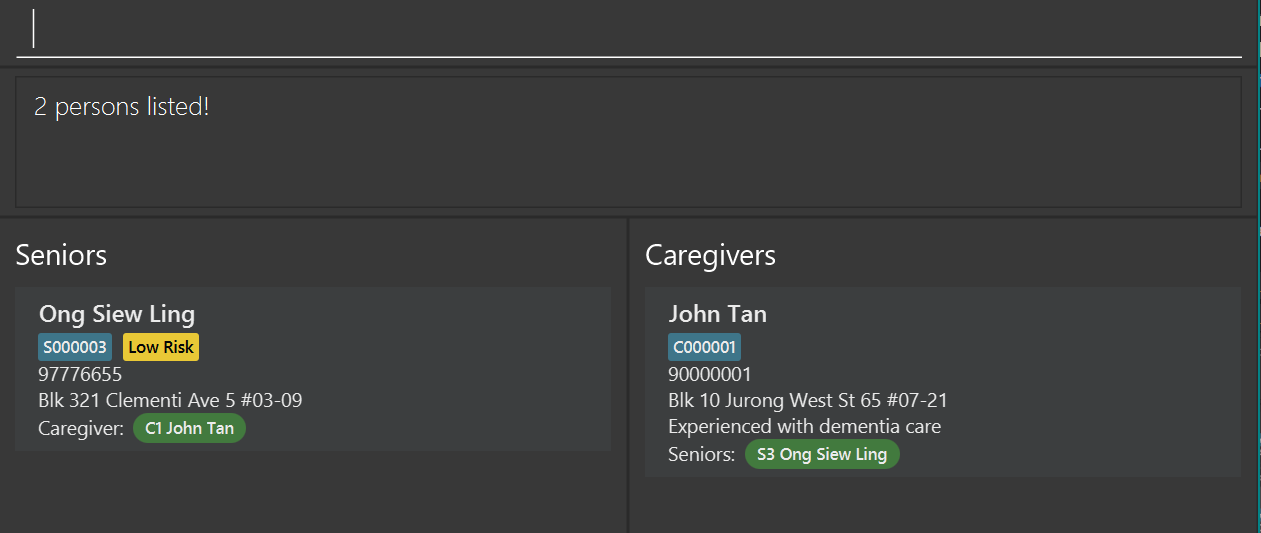 2 persons listed!
Seniors
Ong Siew Ling
S000003 Low Risk
97776655
Blk 321 Clementi Ave 5 #03-09
Caregiver: C1 John Tan
Caregivers
John Tan
C000001
90000001
Blk 10 Jurong West St 65 #07-21
Experienced with dementia care
Seniors: S3 Ong Siew Ling